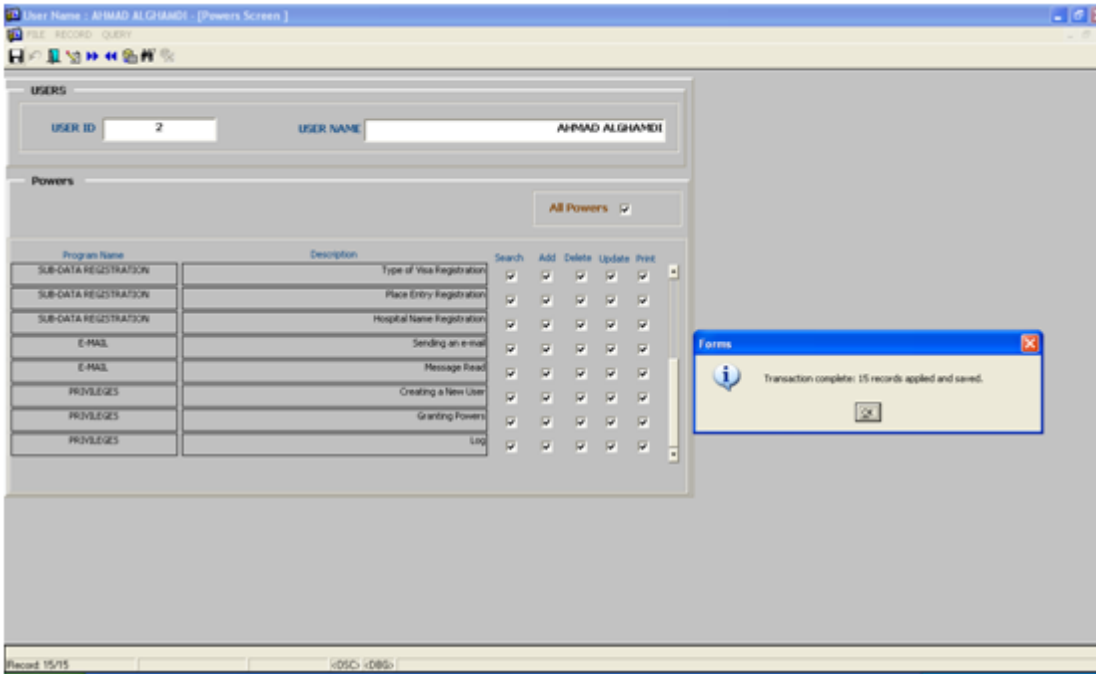 User Name : AHMAD ALGHAMDI - [Powers Screen ]
FILE RECORD QUERY
USERS
USER ID 2 USER NAME AHMAD ALGHAMDI
Powers
All Powers
Program Name Description Search Add Delete Update Print
SUB-DATA REGISTRATION Type of Visa Registration
SUB-DATA REGISTRATION Place Entry Registration
SUB-DATA REGISTRATION Hospital Name Registration
E-MAIL Sending an e-mail
E-MAIL Message Read
PRIVILEGES Creating a New User
PRIVILEGES Granting Powers
PRIVILEGES Log
Forms
Transaction complete: 15 records applied and saved.
OK
Record: 15/15 <OSC> <DBG>